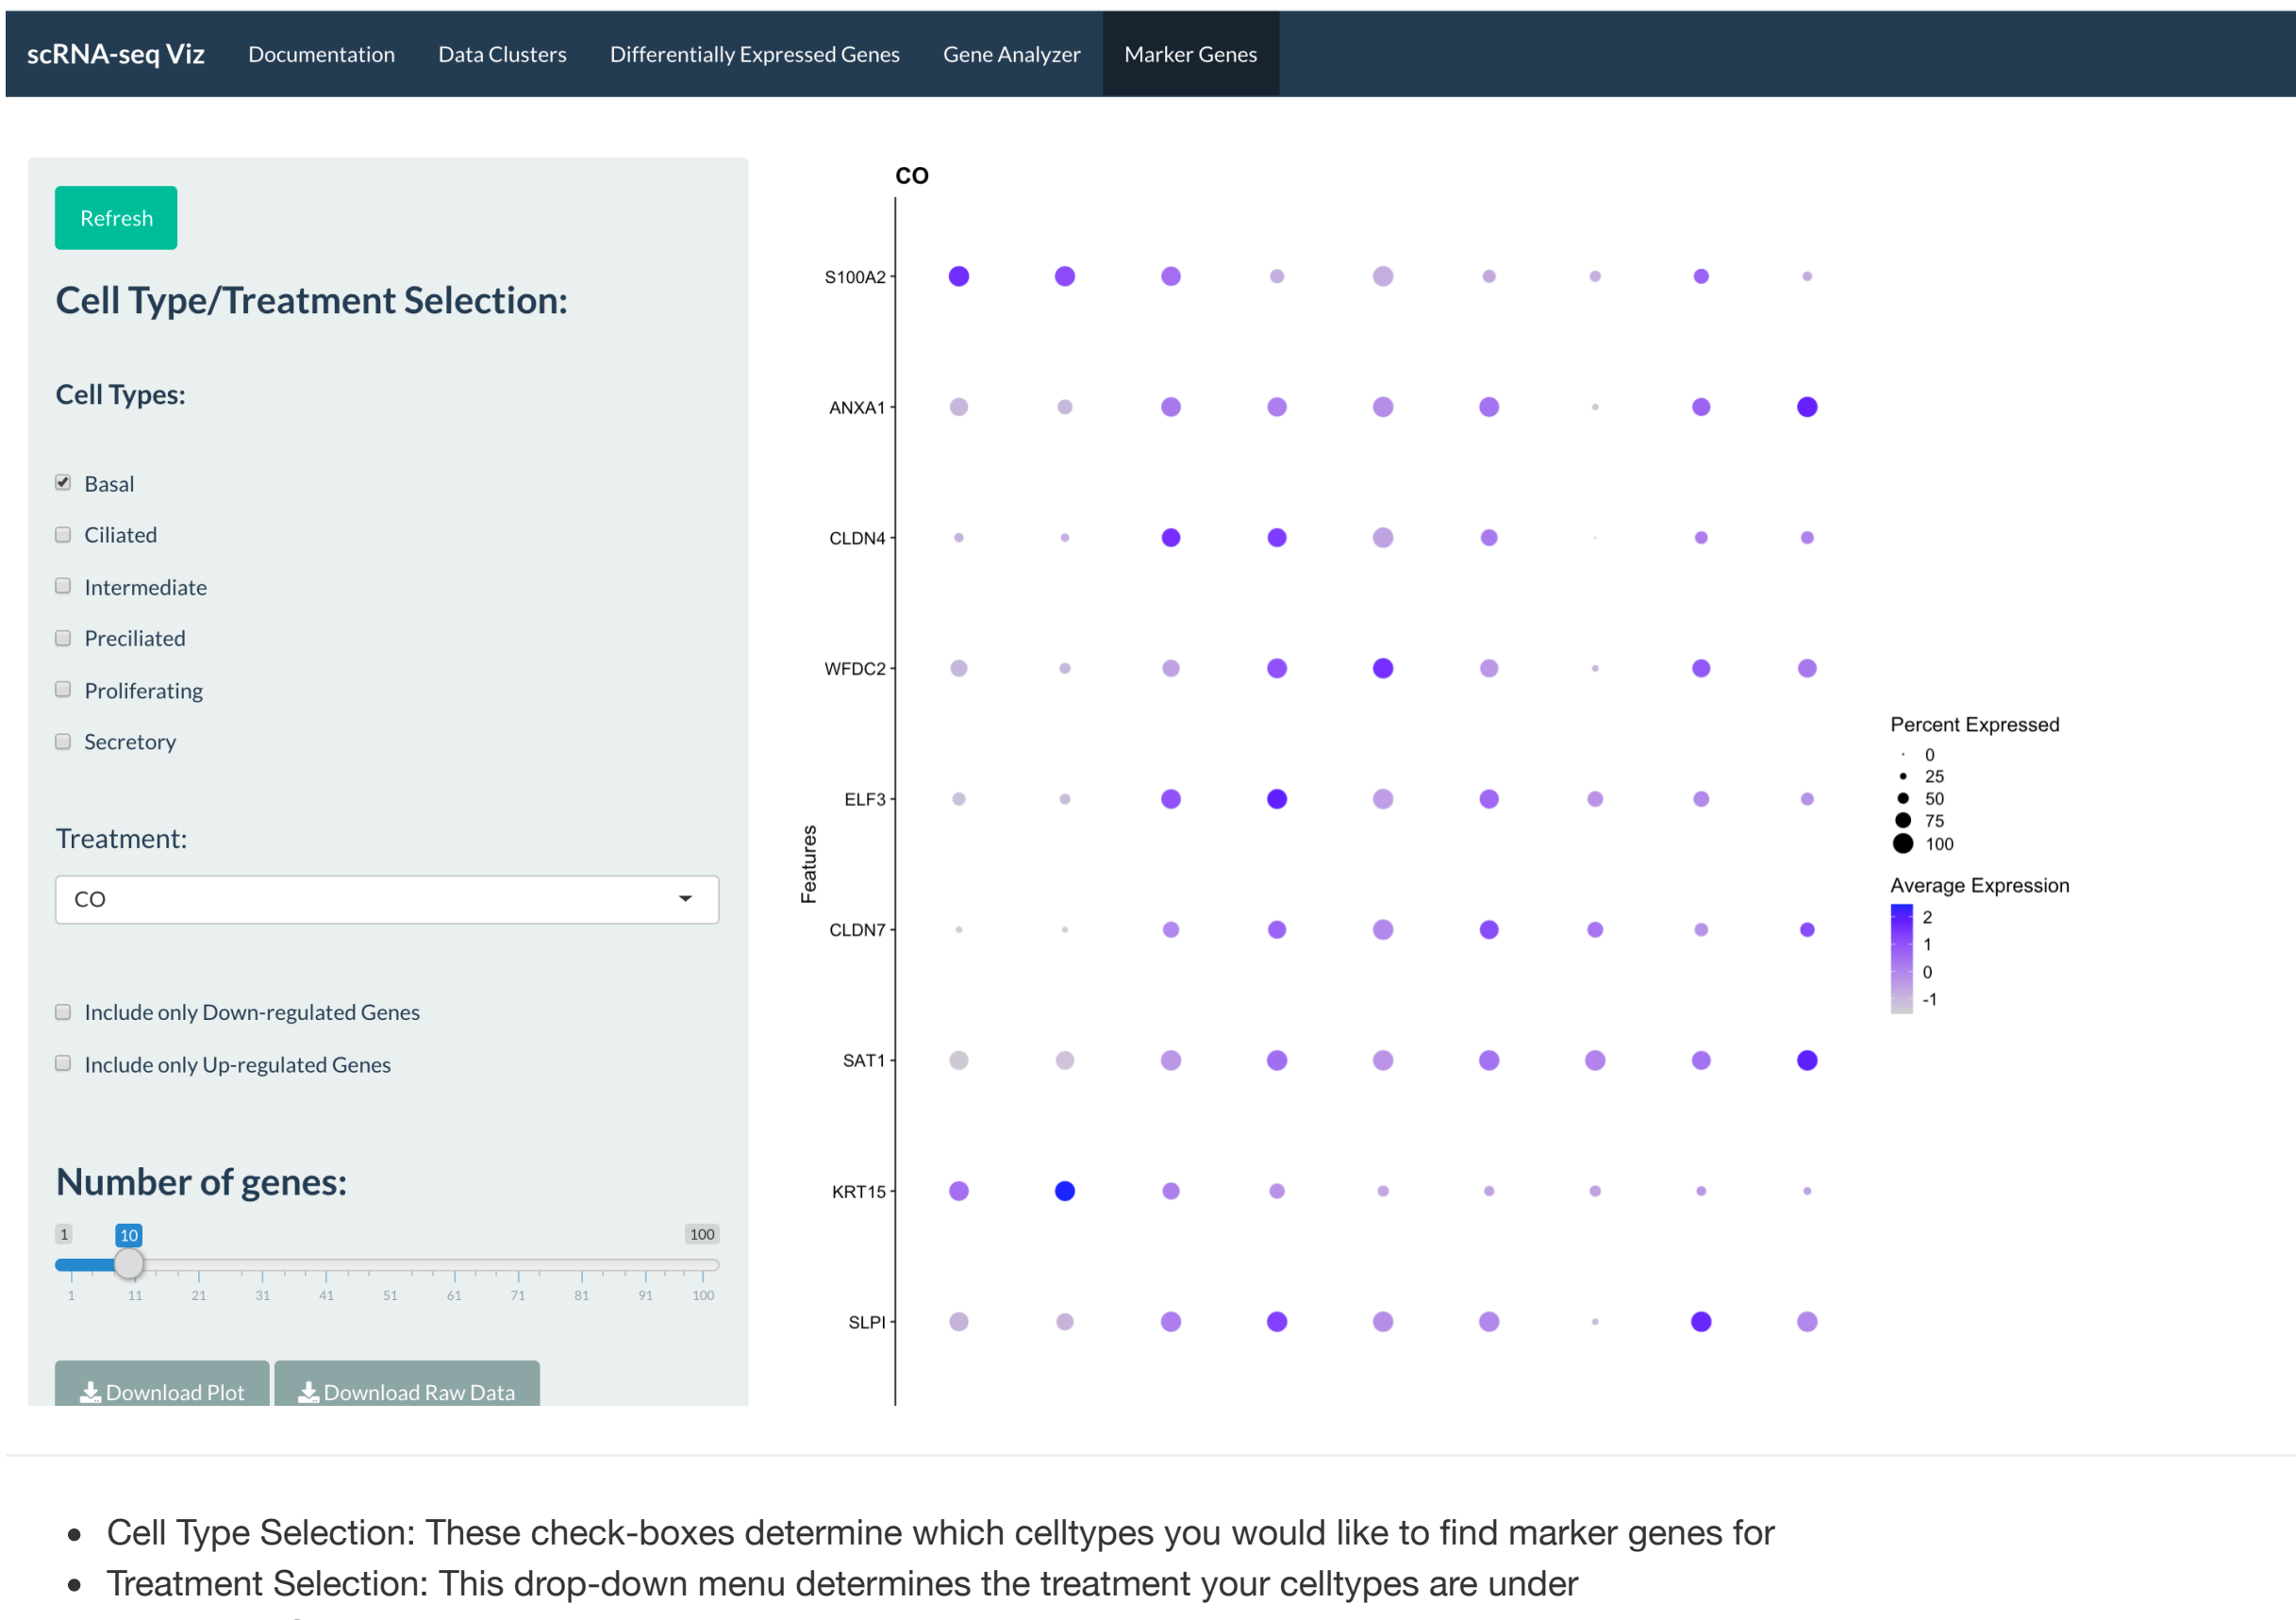 scRNA-seq Viz Documentation Data Clusters Differentially Expressed Genes Gene Analyzer Marker Genes
Refresh
Cell Type/Treatment Selection:
Cell Types:
Basal
Ciliated
Intermediate
Preciliated
Proliferating
Secretory
Treatment:
CO
Include only Down-regulated Genes
Include only Up-regulated Genes
Number of genes:
1 10 100
1 11 21 31 41 51 61 71 81 91 100
Download Plot Download Raw Data
CO
Features
S100A2
ANXA1
CLDN4
WFDC2
ELF3
CLDN7
SAT1
KRT15
SLPI
Percent Expressed
0
25
50
75
100
Average Expression
2
1
0
-1
• Cell Type Selection: These check-boxes determine which celltypes you would like to find marker genes for
• Treatment Selection: This drop-down menu determines the treatment your celltypes are under